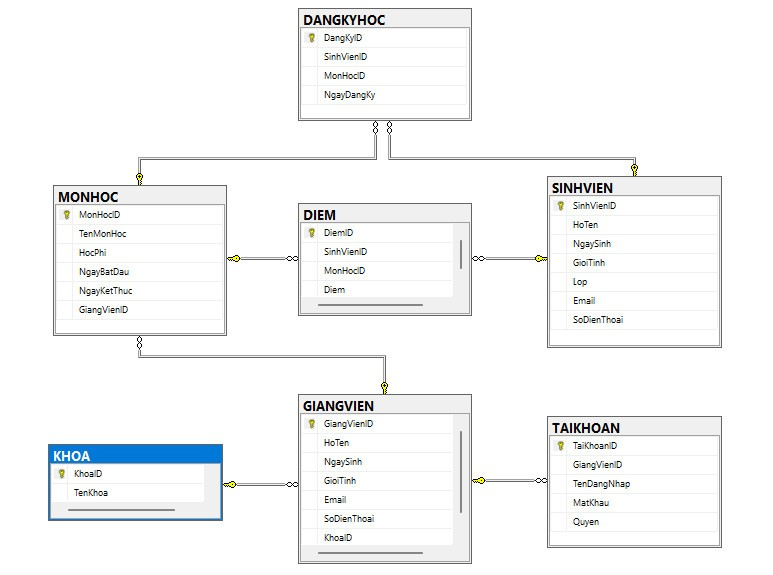 DANGKYHOC
DangKyID
SinhVienID
MonHocID
NgayDangKy
MONHOC
MonHocID
TenMonHoc
HocPhi
NgayBatDau
NgayKetThuc
GiangVienID
DIEM
DiemID
SinhVienID
MonHocID
Diem
SINHVIEN
SinhVienID
HoTen
NgaySinh
GioiTinh
Lop
Email
SoDienThoai
KHOA
KhoaID
TenKhoa
GIANGVIEN
GiangVienID
HoTen
NgaySinh
GioiTinh
Email
SoDienThoai
KhoaID
TAIKHOAN
TaiKhoanID
GiangVienID
TenDangNhap
MatKhau
Quyen